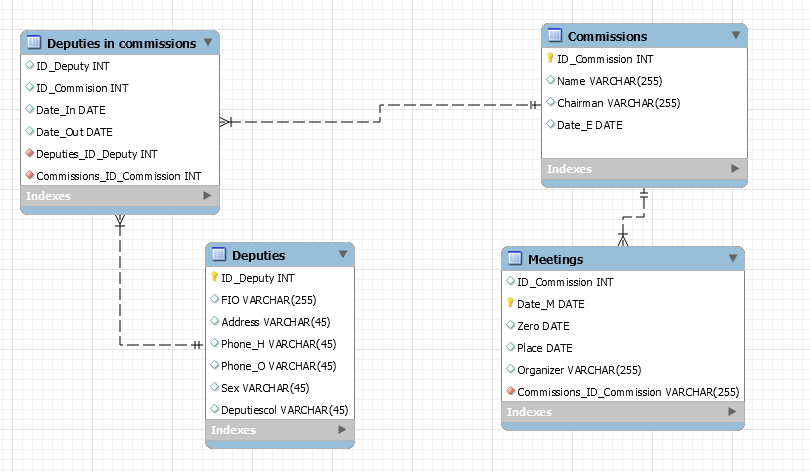 Deputies in commissions
ID_Deputy INT
ID_Commision INT
Date_In DATE
Date_Out DATE
Deputies_ID_Deputy INT
Commissions_ID_Commission INT
Indexes
Commissions
ID_Commission INT
Name VARCHAR(255)
Chairman VARCHAR(255)
Date_E DATE
Indexes
Deputies
ID_Deputy INT
FIO VARCHAR(255)
Address VARCHAR(45)
Phone_H VARCHAR(45)
Phone_O VARCHAR(45)
Sex VARCHAR(45)
Deputiescol VARCHAR(45)
Indexes
Meetings
ID_Commission INT
Date_M DATE
Zero DATE
Place DATE
Organizer VARCHAR(255)
Commissions_ID_Commission VARCHAR(255)
Indexes